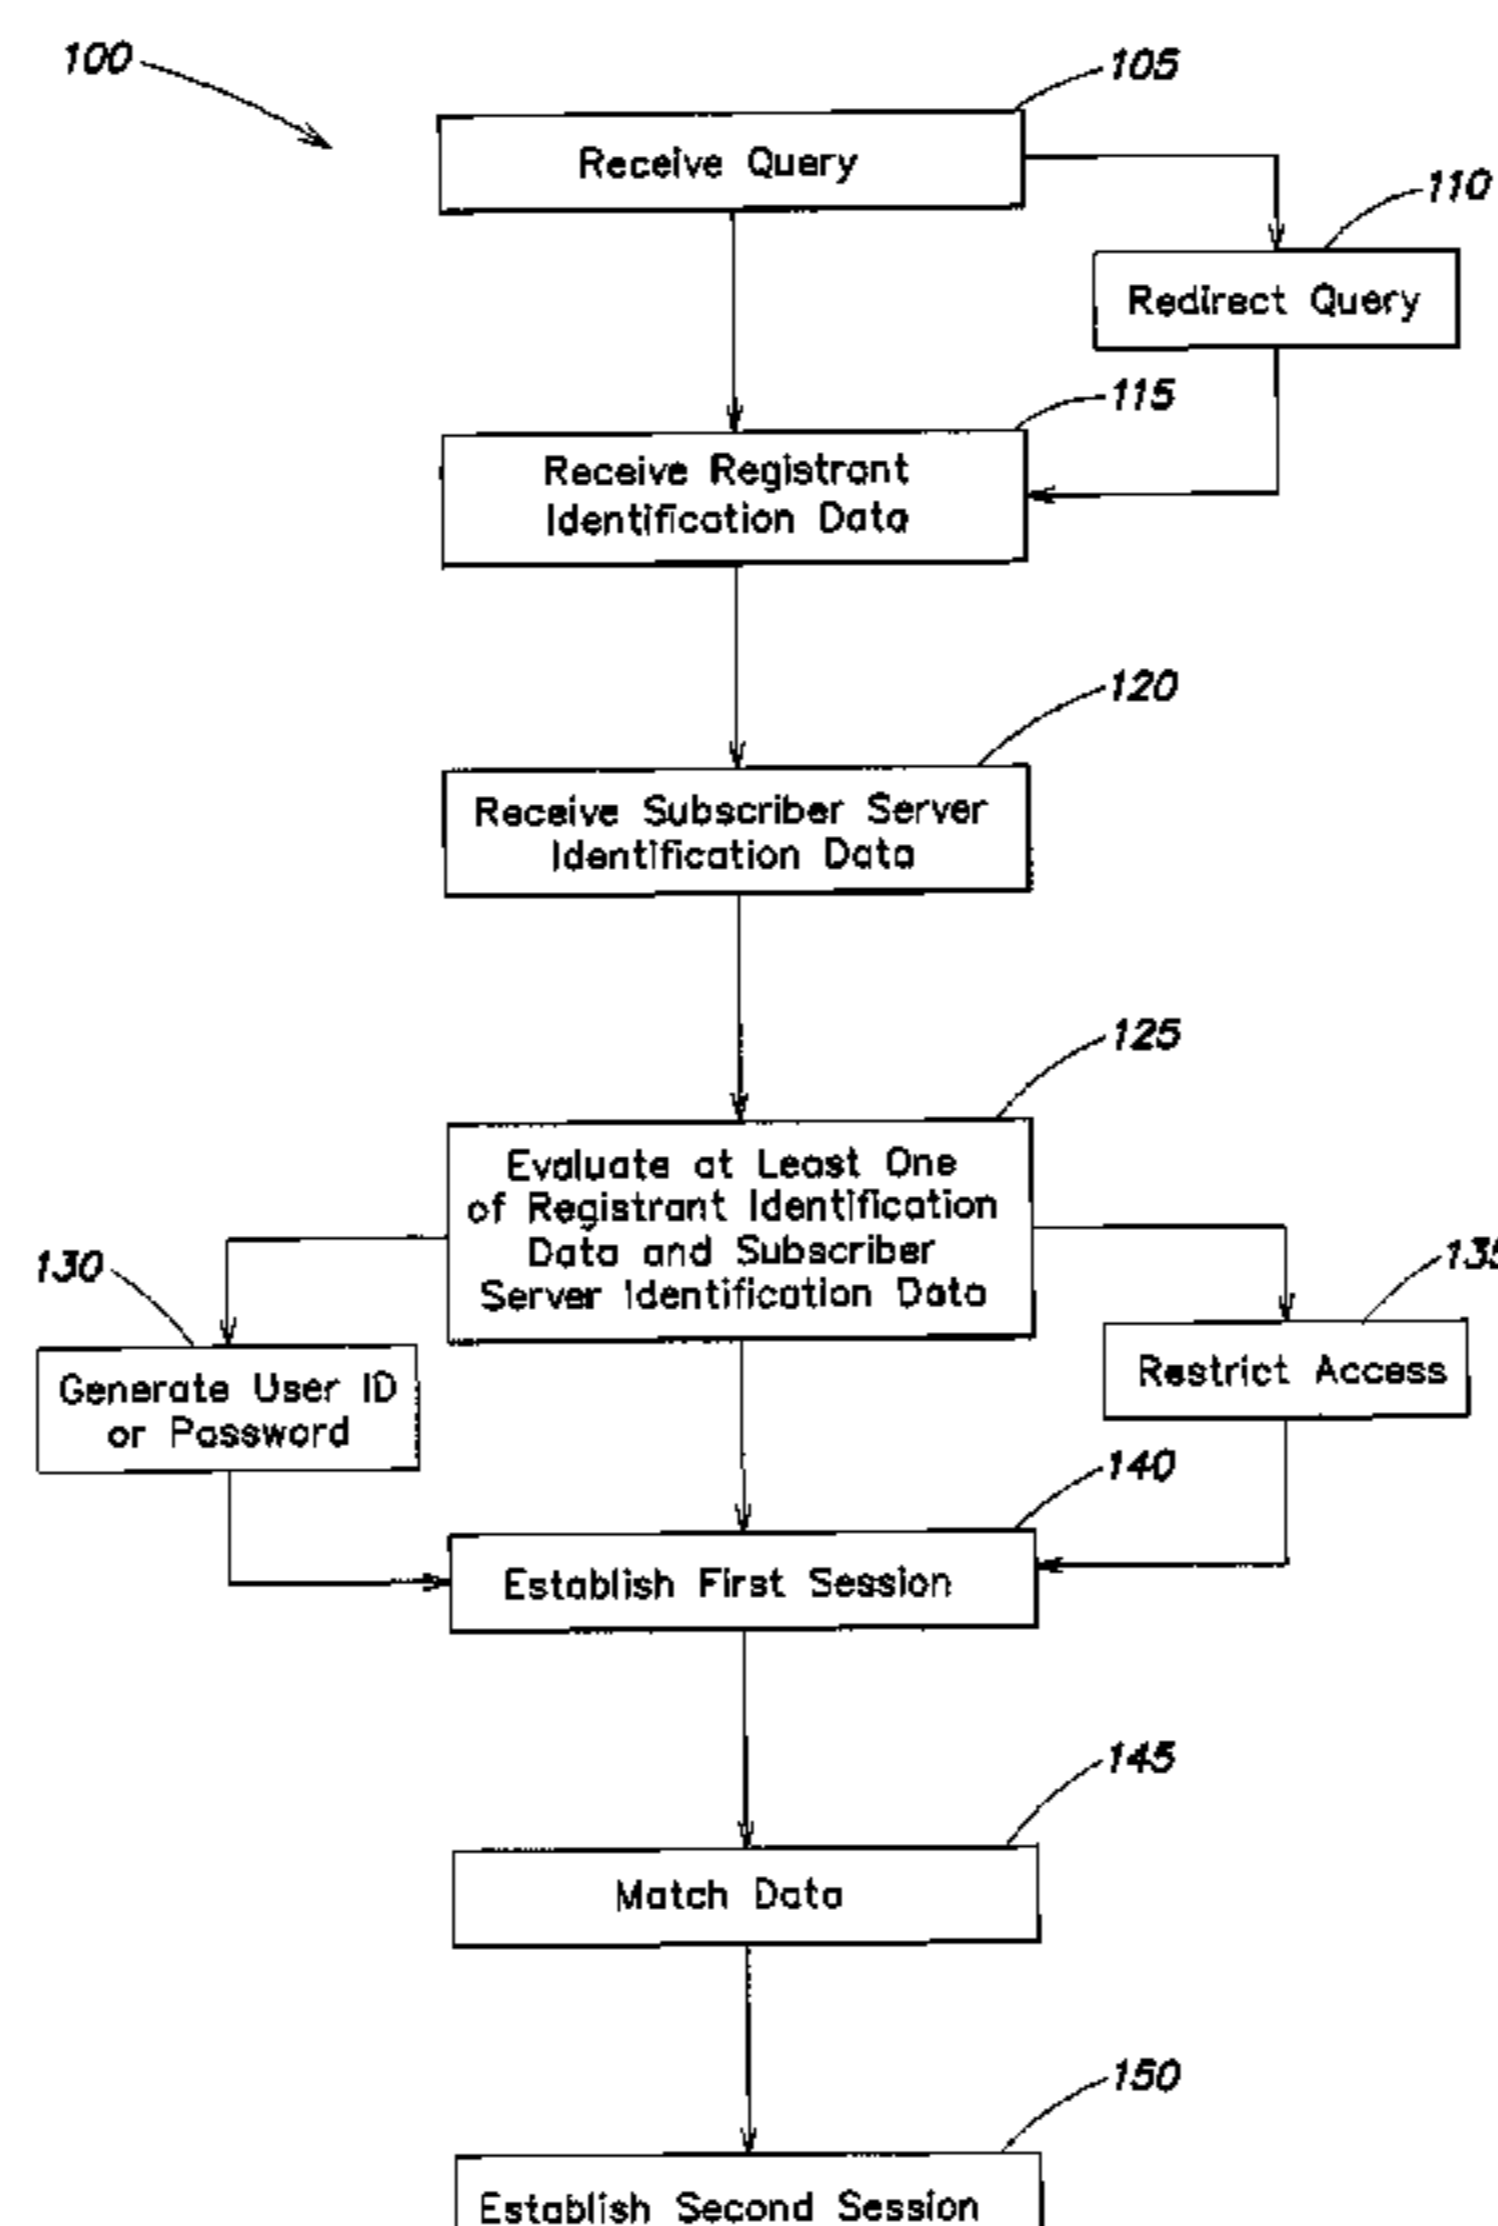 100
105
Receive Query
110
Redirect Query
115
Receive Registrant
Identification Data
120
Receive Subscriber Server
Identification Data
125
Evaluate at Least One
of Registrant Identification
Data and Subscriber
Server Identification Data
130
135
Generate User ID
or Password
Restrict Access
140
Establish First Session
145
Match Data
150
Establish Second Session